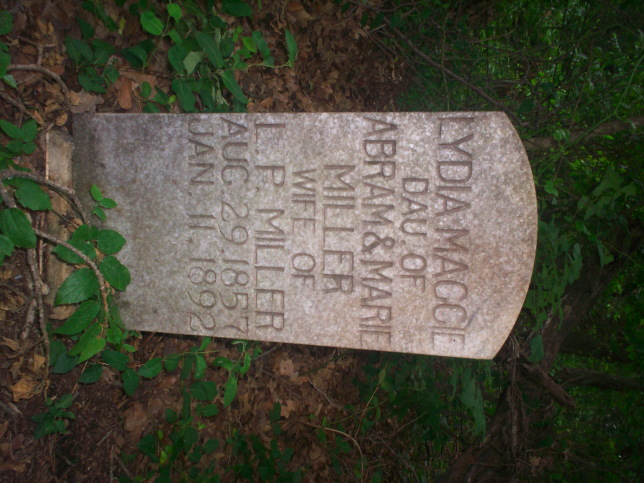 LYDIA MAGGIE
DAU OF
ABRAM & MARIE
MILLER
WIFE OF
L. P. MILLER
AUG. 29 1857
JAN. 11 1892